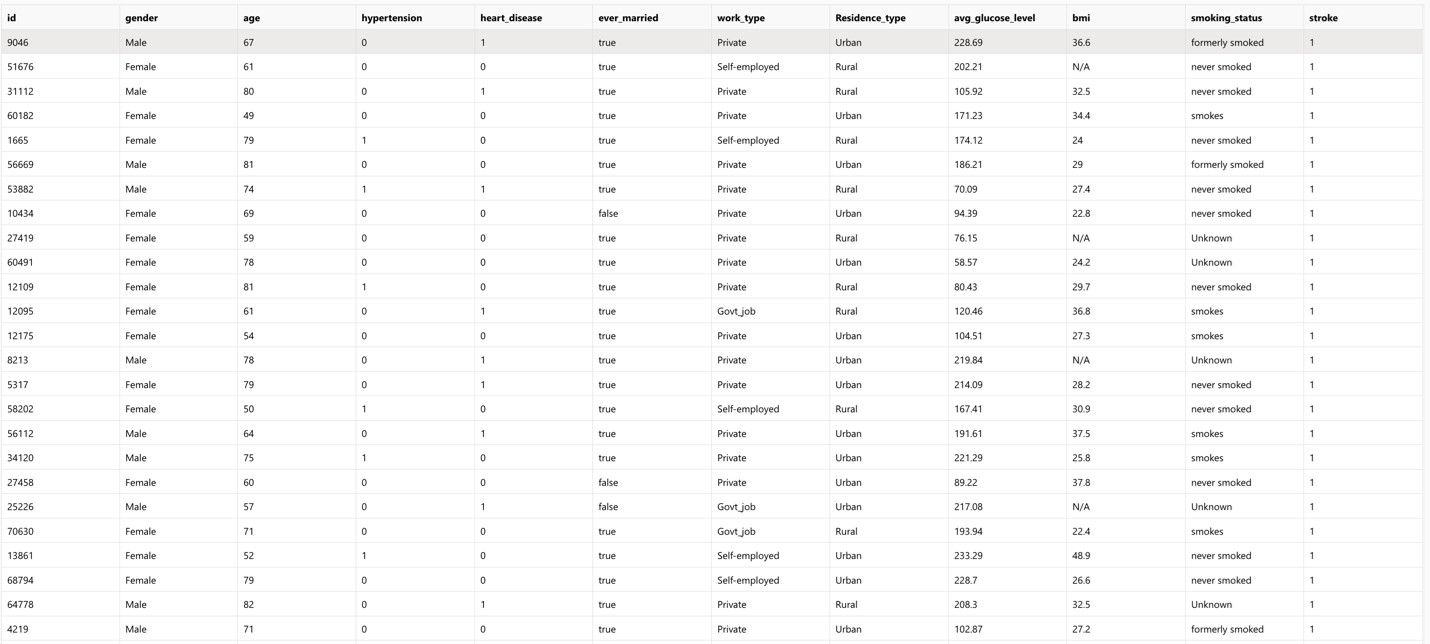 id gender age hypertension heart_disease ever_married work_type Residence_type avg_glucose_level bmi smoking_status stroke
9046 Male 67 0 1 true Private Urban 228.69 36.6 formerly smoked 1
51676 Female 61 0 0 true Self-employed Rural 202.21 N/A never smoked 1
31112 Male 80 0 1 true Private Rural 105.92 32.5 never smoked 1
60182 Female 49 0 0 true Private Urban 171.23 34.4 smokes 1
1665 Female 79 1 0 true Self-employed Rural 174.12 24 never smoked 1
56669 Male 81 0 0 true Private Urban 186.21 29 formerly smoked 1
53882 Male 74 1 1 true Private Rural 70.09 27.4 never smoked 1
10434 Female 69 0 0 false Private Urban 94.39 22.8 never smoked 1
27419 Female 59 0 0 true Private Rural 76.15 N/A Unknown 1
60491 Female 78 0 0 true Private Urban 58.57 24.2 Unknown 1
12109 Female 81 1 0 true Private Rural 80.43 29.7 never smoked 1
12095 Female 61 0 1 true Govt_job Rural 120.46 36.8 smokes 1
12175 Female 54 0 0 true Private Urban 104.51 27.3 smokes 1
8213 Male 78 0 1 true Private Urban 219.84 N/A Unknown 1
5317 Female 79 0 1 true Private Urban 214.09 28.2 never smoked 1
58202 Female 50 1 0 true Self-employed Rural 167.41 30.9 never smoked 1
56112 Male 64 0 1 true Private Urban 191.61 37.5 smokes 1
34120 Male 75 1 0 true Private Urban 221.29 25.8 smokes 1
27458 Female 60 0 0 false Private Urban 89.22 37.8 never smoked 1
25226 Male 57 0 1 false Govt_job Urban 217.08 N/A Unknown 1
70630 Female 71 0 0 true Govt_job Rural 193.94 22.4 smokes 1
13861 Female 52 1 0 true Self-employed Urban 233.29 48.9 never smoked 1
68794 Female 79 0 0 true Self-employed Urban 228.7 26.6 never smoked 1
64778 Male 82 0 1 true Private Rural 208.3 32.5 Unknown 1
4219 Male 71 0 0 true Private Urban 102.87 27.2 formerly smoked 1